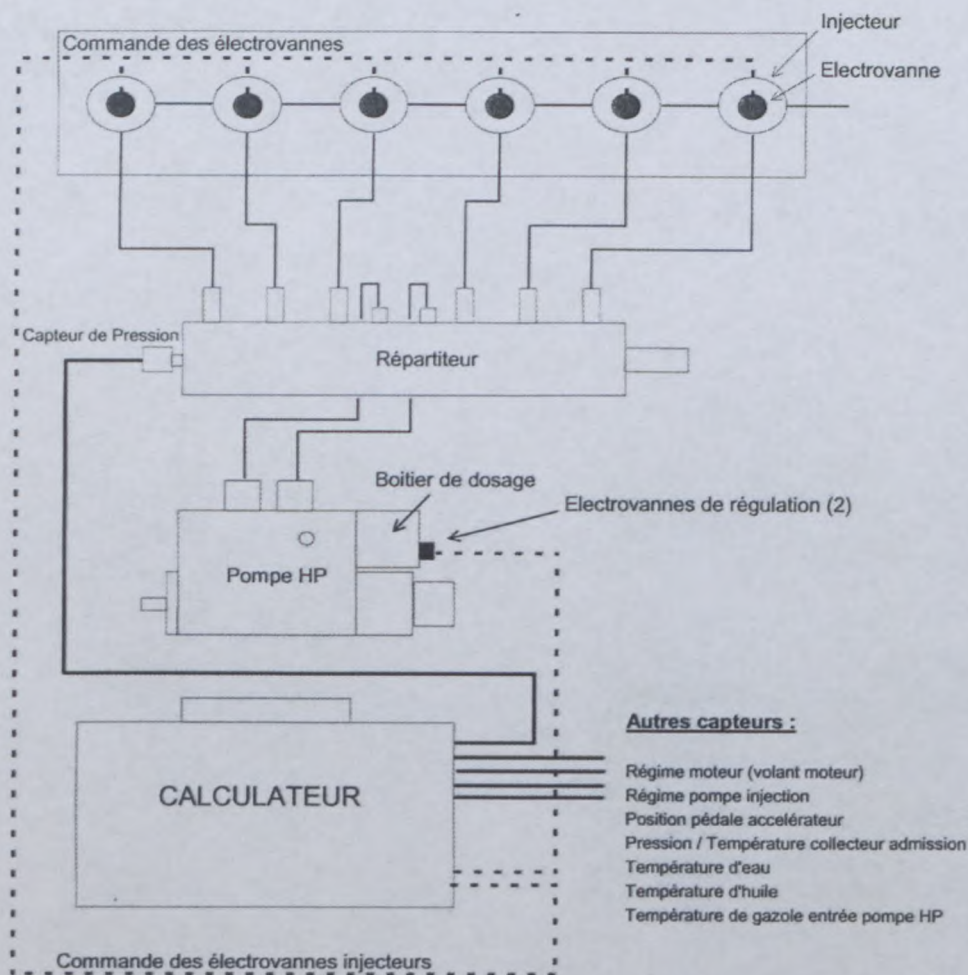 Injecteur
Commande des électrovannes
Electrovanne
Capteur de Pression
Répartiteur
Boitier de dosage
Electrovannes de régulation (2)
Pompe HP
Autres capteurs :
CALCULATEUR
Régime moteur (volant moteur)
Régime pompe injection
Position pédale accélérateur
Pression / Température collecteur admission
Température d'eau
Température d'huile
Température de gazole entrée pompe HP
Commande des électrovannes injecteurs